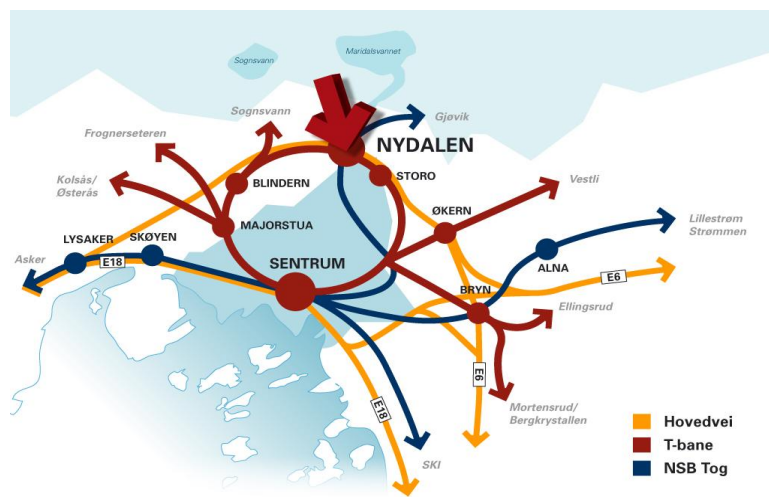 Sognsvann
Maridalsvannet
Sognsvann
Gjøvik
Frognerseteren
NYDALEN
Kolsås/
Østerås
BLINDERN
STORO
Vestli
MAJORSTUA
ØKERN
Lillestrøm
Strømmen
LYSAKER
SKØYEN
Asker
E18
SENTRUM
ALNA
E6
BRYN
Ellingsrud
E6
E18
Mortensrud/
Bergkrystallen
SKI
Hovedvei
T-bane
NSB Tog